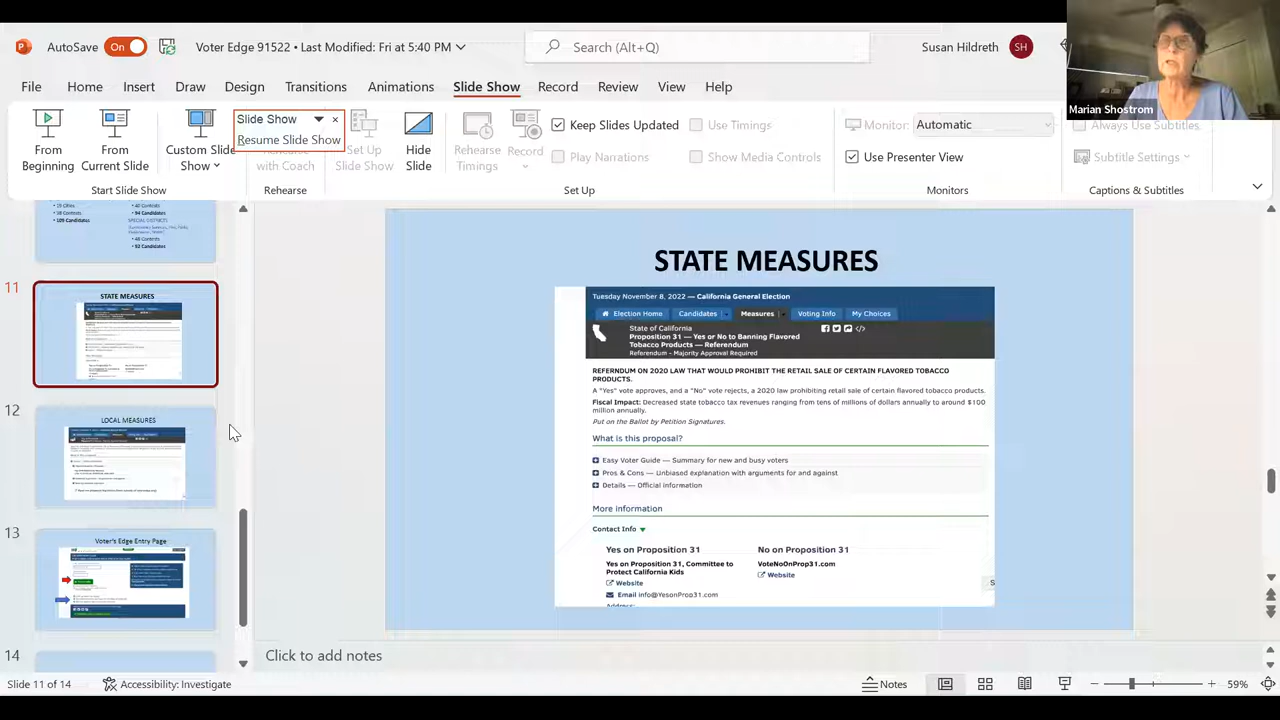 AutoSave
On
Voter Edge 91522 • Last Modified: Fri at 5:40 PM
Search (Alt+Q)
Susan Hildreth
SH
Marian Shostrom
File
Home
Insert
Draw
Design
Transitions
Animations
Slide Show
Record
Review
View
Help
From
Beginning
From
Current Slide
Custom Slide
Show
Slide Show
Resume Slide Show
Rehearse
with Coach
Set Up
Slide Show
Hide
Slide
Rehearse
Timings
Record
Keep Slides Updated
Play Narrations
Use Timings
Show Media Controls
Monitor:
Automatic
Use Presenter View
Always Use Subtitles
Subtitle Settings
Start Slide Show
Rehearse
Set Up
Monitors
Captions & Subtitles
11
STATE MEASURES
12
LOCAL MEASURES
13
Voter's Edge Entry Page
14
STATE MEASURES
Tuesday November 8, 2022 — California General Election
Election Home
Candidates
Measures
Voting Info
My Choices
State of California
Proposition 31 — Yes or No to Banning Flavored
Tobacco Products — Referendum
Referendum - Majority Approval Required
REFERENDUM ON 2020 LAW THAT WOULD PROHIBIT THE RETAIL SALE OF CERTAIN FLAVORED TOBACCO
PRODUCTS.
A "Yes" vote approves, and a "No" vote rejects, a 2020 law prohibiting retail sale of certain flavored tobacco products.
Fiscal Impact: Decreased state tobacco tax revenues ranging from tens of millions of dollars annually to around $100
million annually.
Put on the Ballot by Petition Signatures.
What is this proposal?
Easy Voter Guide — Summary for new and busy voters
Pros & Cons — Unbiased explanation with arguments for and against
Details — Official information
More information
Contact Info
Yes on Proposition 31
Yes on Proposition 31, Committee to
Protect California Kids
Website
Email info@YesonProp31.com
Address:
No on Proposition 31
VoteNoOnProp31.com
Website
S
Click to add notes
Slide 11 of 14
Accessibility: Investigate
Notes
59%